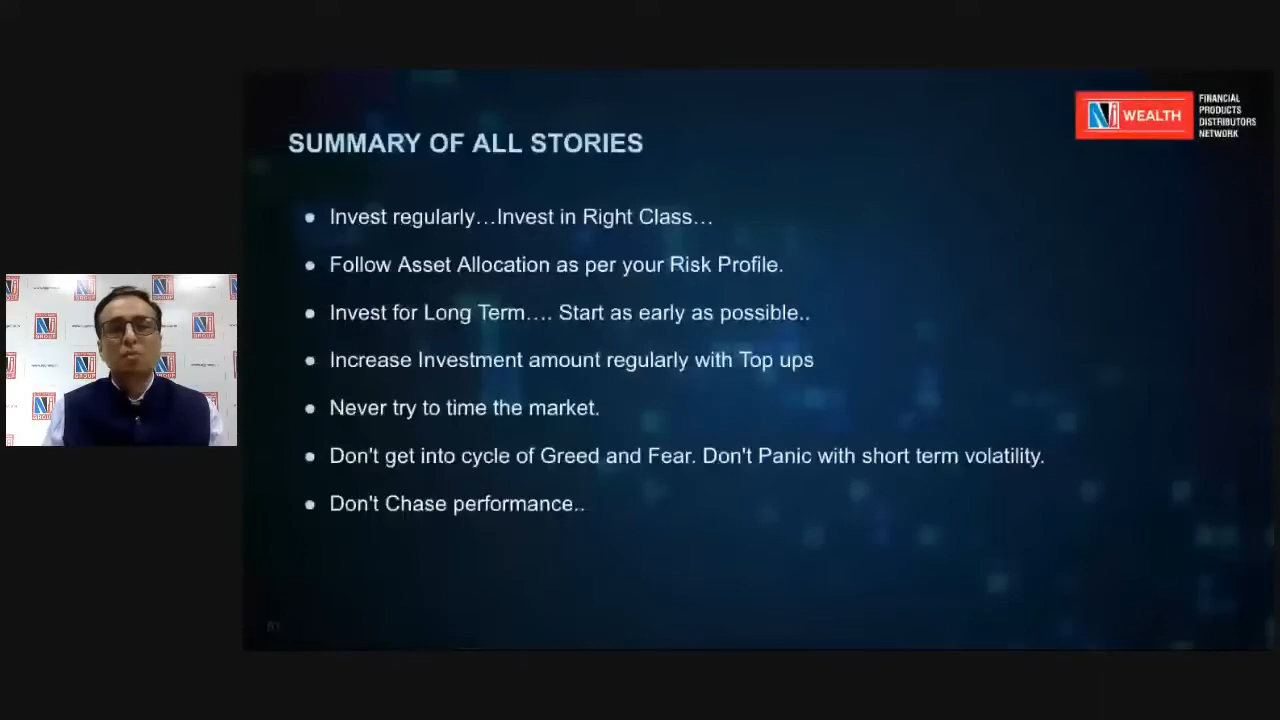 SUMMARY OF ALL STORIES
NJ WEALTH
FINANCIAL
PRODUCTS
DISTRIBUTORS
NETWORK
● Invest regularly…Invest in Right Class…
● Follow Asset Allocation as per your Risk Profile.
● Invest for Long Term…. Start as early as possible..
● Increase Investment amount regularly with Top ups
● Never try to time the market.
● Don't get into cycle of Greed and Fear. Don't Panic with short term volatility.
● Don't Chase performance..